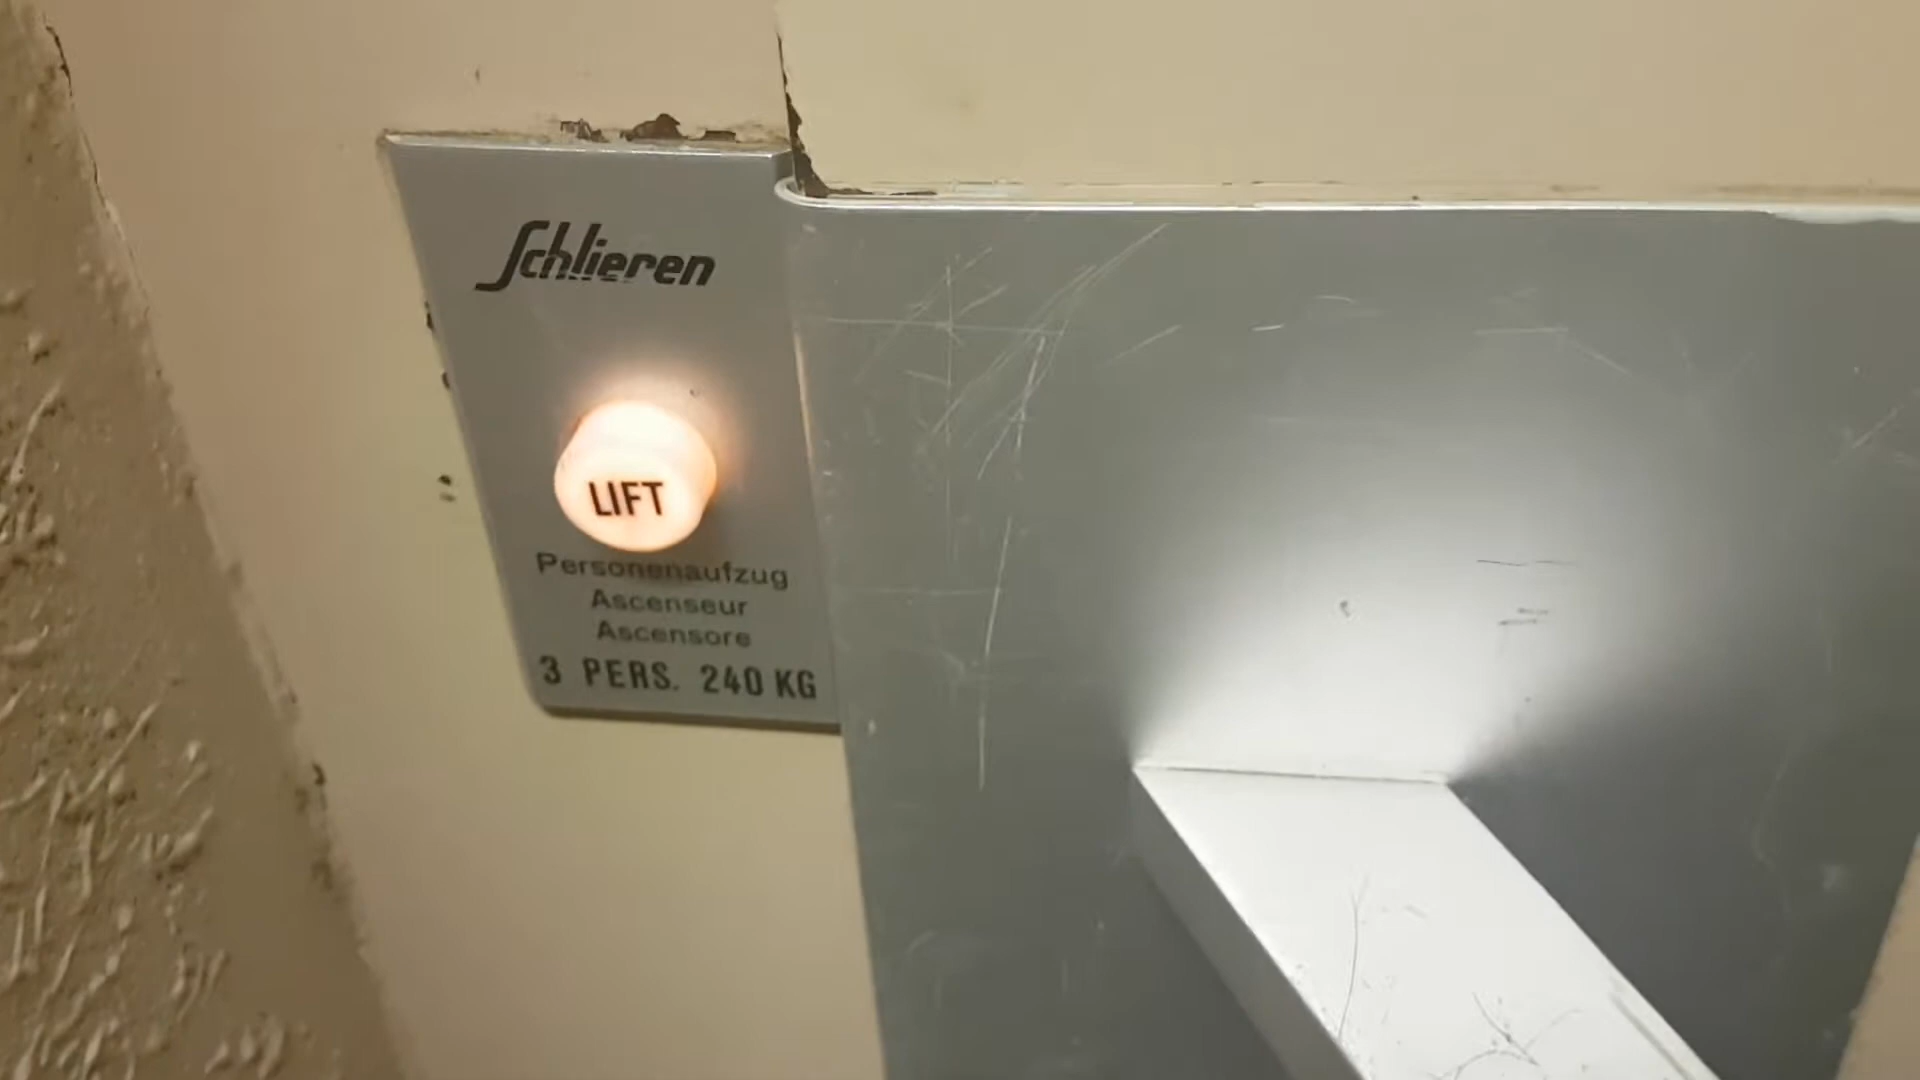 Schlieren
LIFT
Personenaufzug
Ascenseur
Ascensore
3 PERS. 240 KG